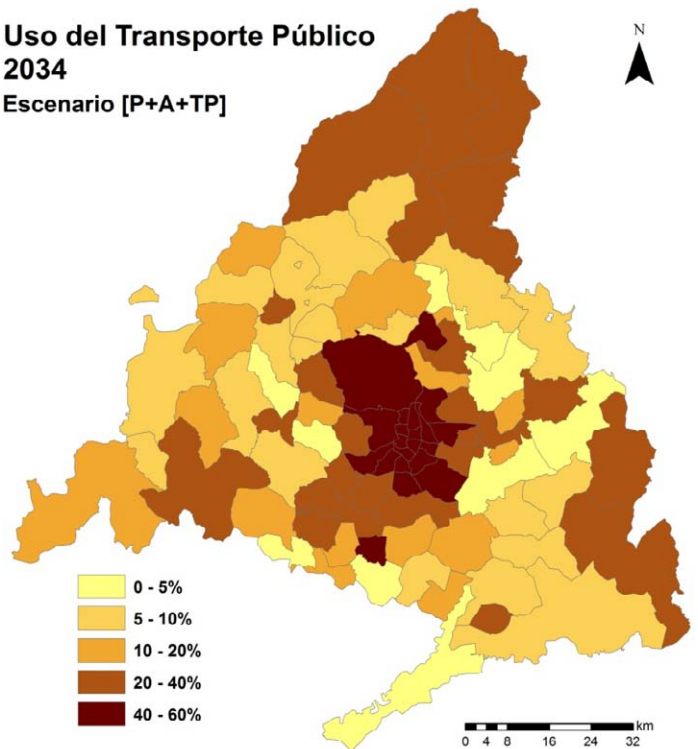 Uso del Transporte Público
2034
Escenario [P+A+TP]
N
0 - 5%
5 - 10%
10 - 20%
20 - 40%
40 - 60%
km
0 4 8 16 24 32